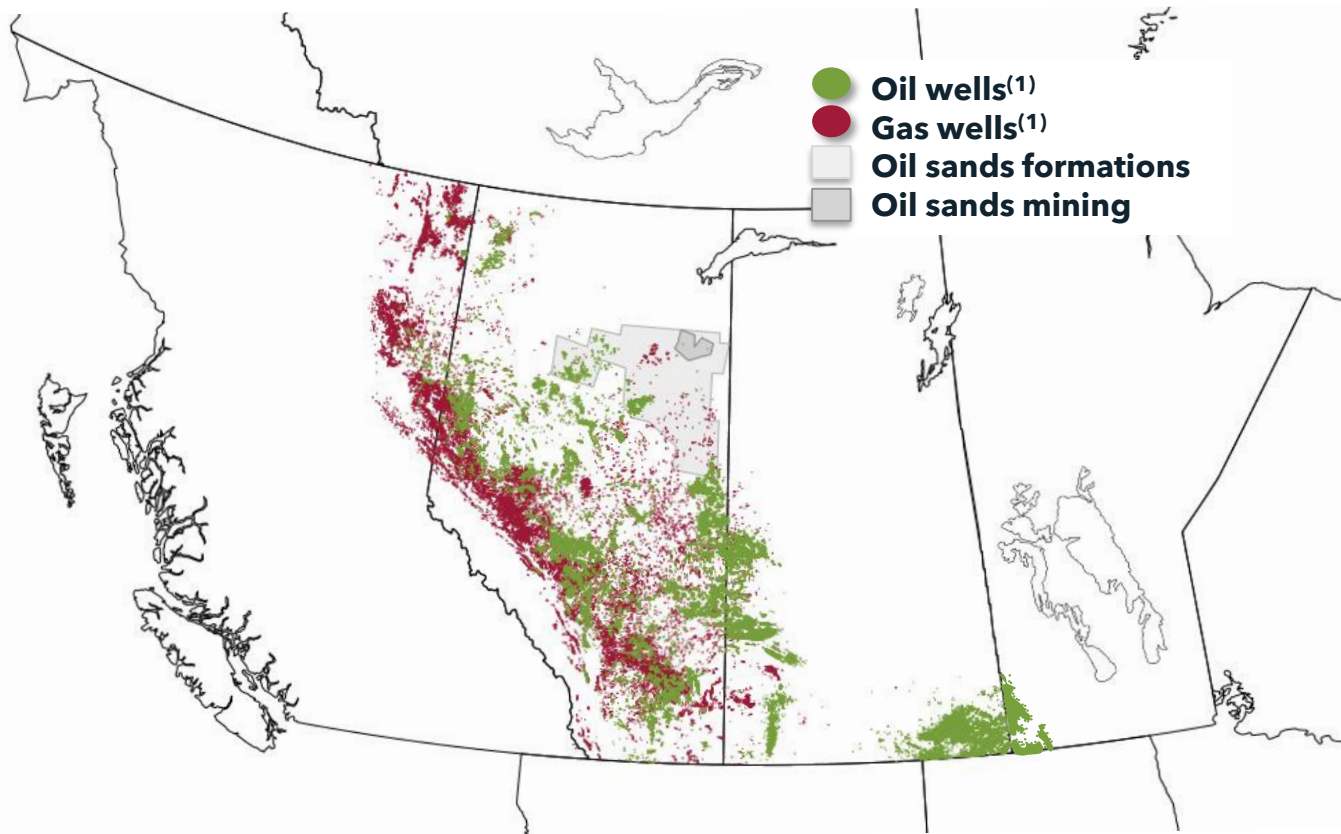 Oil wells(1)
Gas wells(1)
Oil sands formations
Oil sands mining